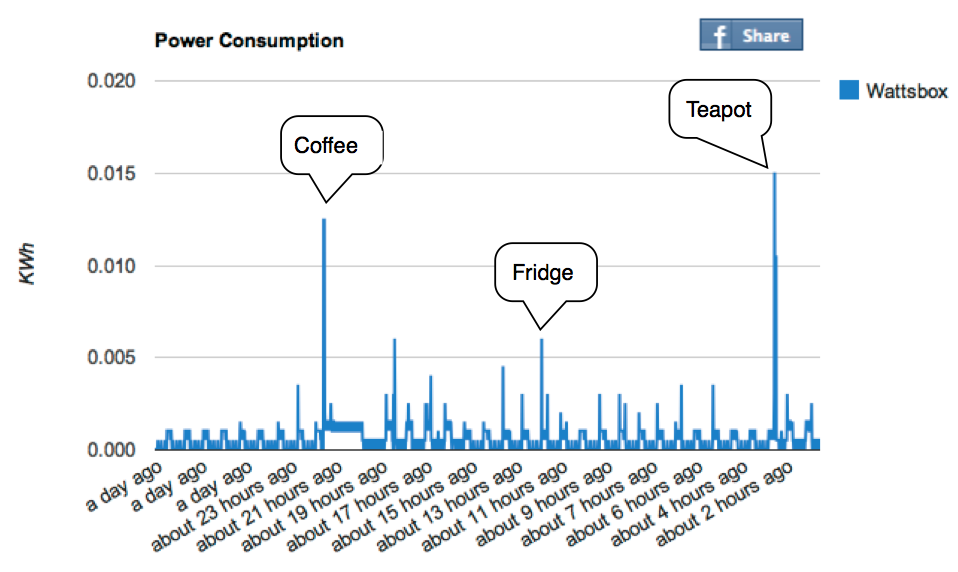 Power Consumption
f Share
0.020
Wattsbox
Teapot
Coffee
0.015
KWh
0.010
Fridge
0.005
0.000
a day ago
a day ago
a day ago
about 23 hours ago
about 21 hours ago
about 19 hours ago
about 17 hours ago
about 15 hours ago
about 13 hours ago
about 11 hours ago
about 9 hours ago
about 7 hours ago
about 6 hours ago
about 4 hours ago
about 2 hours ago